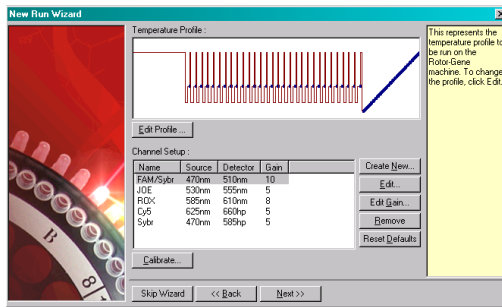 New Run Wizard
Temperature Profile :
This represents the
temperature profile to
be run on the
Rotor-Gene
machine. To change
the profile, click Edit.
Edit Profile ...
Channel Setup :
Name Source Detector Gain
FAM/Sybr 470nm 510nm 10
JOE 530nm 555nm 5
ROX 585nm 610nm 8
Cy5 625nm 660hp 5
Sybr 470nm 585hp 5
Create New...
Edit...
Edit Gain...
Remove
Reset Defaults
Calibrate...
B
8
Skip Wizard
<< Back
Next >>